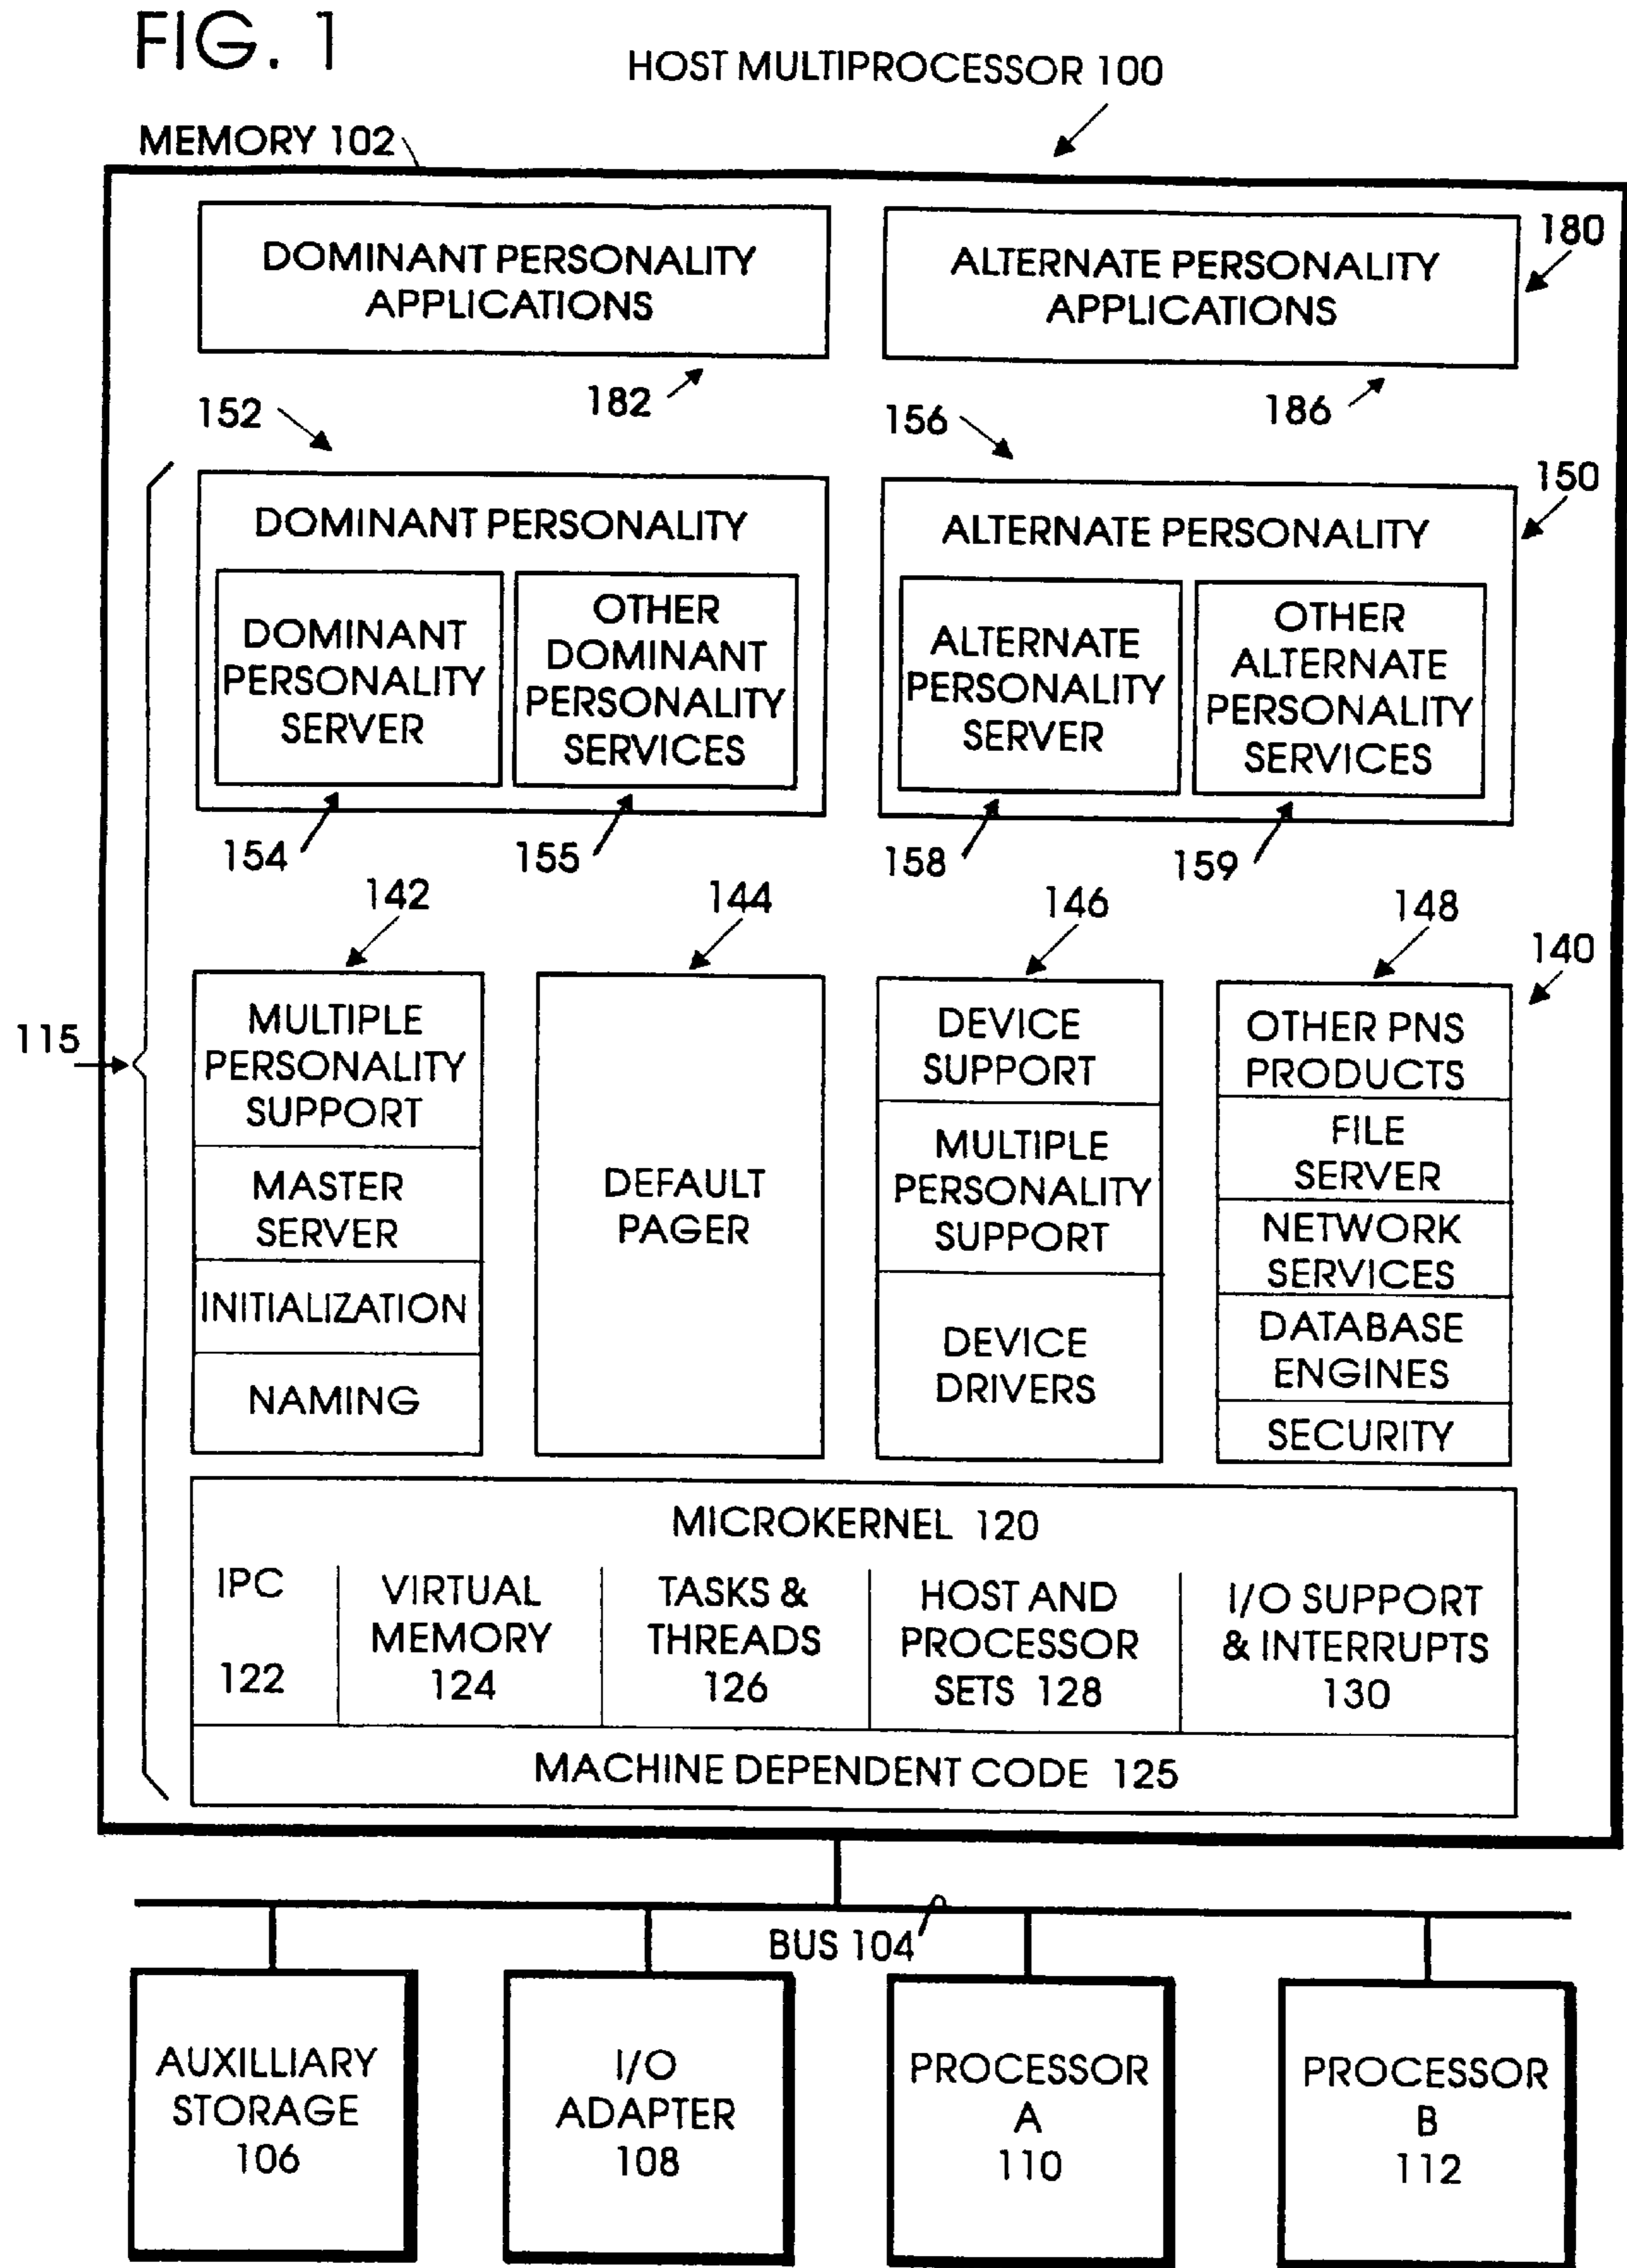 FIG. 1
HOST MULTIPROCESSOR 100
MEMORY 102
DOMINANT PERSONALITY
APPLICATIONS
ALTERNATE PERSONALITY
APPLICATIONS
180
182
186
152
156
150
DOMINANT PERSONALITY
DOMINANT
PERSONALITY
SERVER
OTHER
DOMINANT
PERSONALITY
SERVICES
ALTERNATE PERSONALITY
ALTERNATE
PERSONALITY
SERVER
OTHER
ALTERNATE
PERSONALITY
SERVICES
154
155
158
159
142
144
146
148
140
115
MULTIPLE
PERSONALITY
SUPPORT
MASTER
SERVER
INITIALIZATION
NAMING
DEFAULT
PAGER
DEVICE
SUPPORT
MULTIPLE
PERSONALITY
SUPPORT
DEVICE
DRIVERS
OTHER PNS
PRODUCTS
FILE
SERVER
NETWORK
SERVICES
DATABASE
ENGINES
SECURITY
MICROKERNEL 120
IPC
122
VIRTUAL
MEMORY
124
TASKS &
THREADS
126
HOST AND
PROCESSOR
SETS 128
I/O SUPPORT
& INTERRUPTS
130
MACHINE DEPENDENT CODE 125
BUS 104
AUXILLIARY
STORAGE
106
I/O
ADAPTER
108
PROCESSOR
A
110
PROCESSOR
B
112